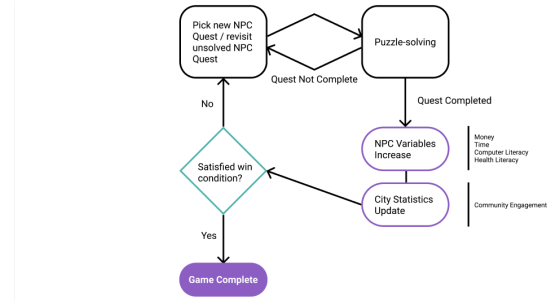 Pick new NPC
Quest / revisit
unsolved NPC
Quest
Puzzle-solving
Quest Not Complete
Quest Completed
No
NPC Variables
Increase
Money
Time
Computer Literacy
Health Literacy
Satisfied win
condition?
City Statistics
Update
Community Engagement
Yes
Game Complete